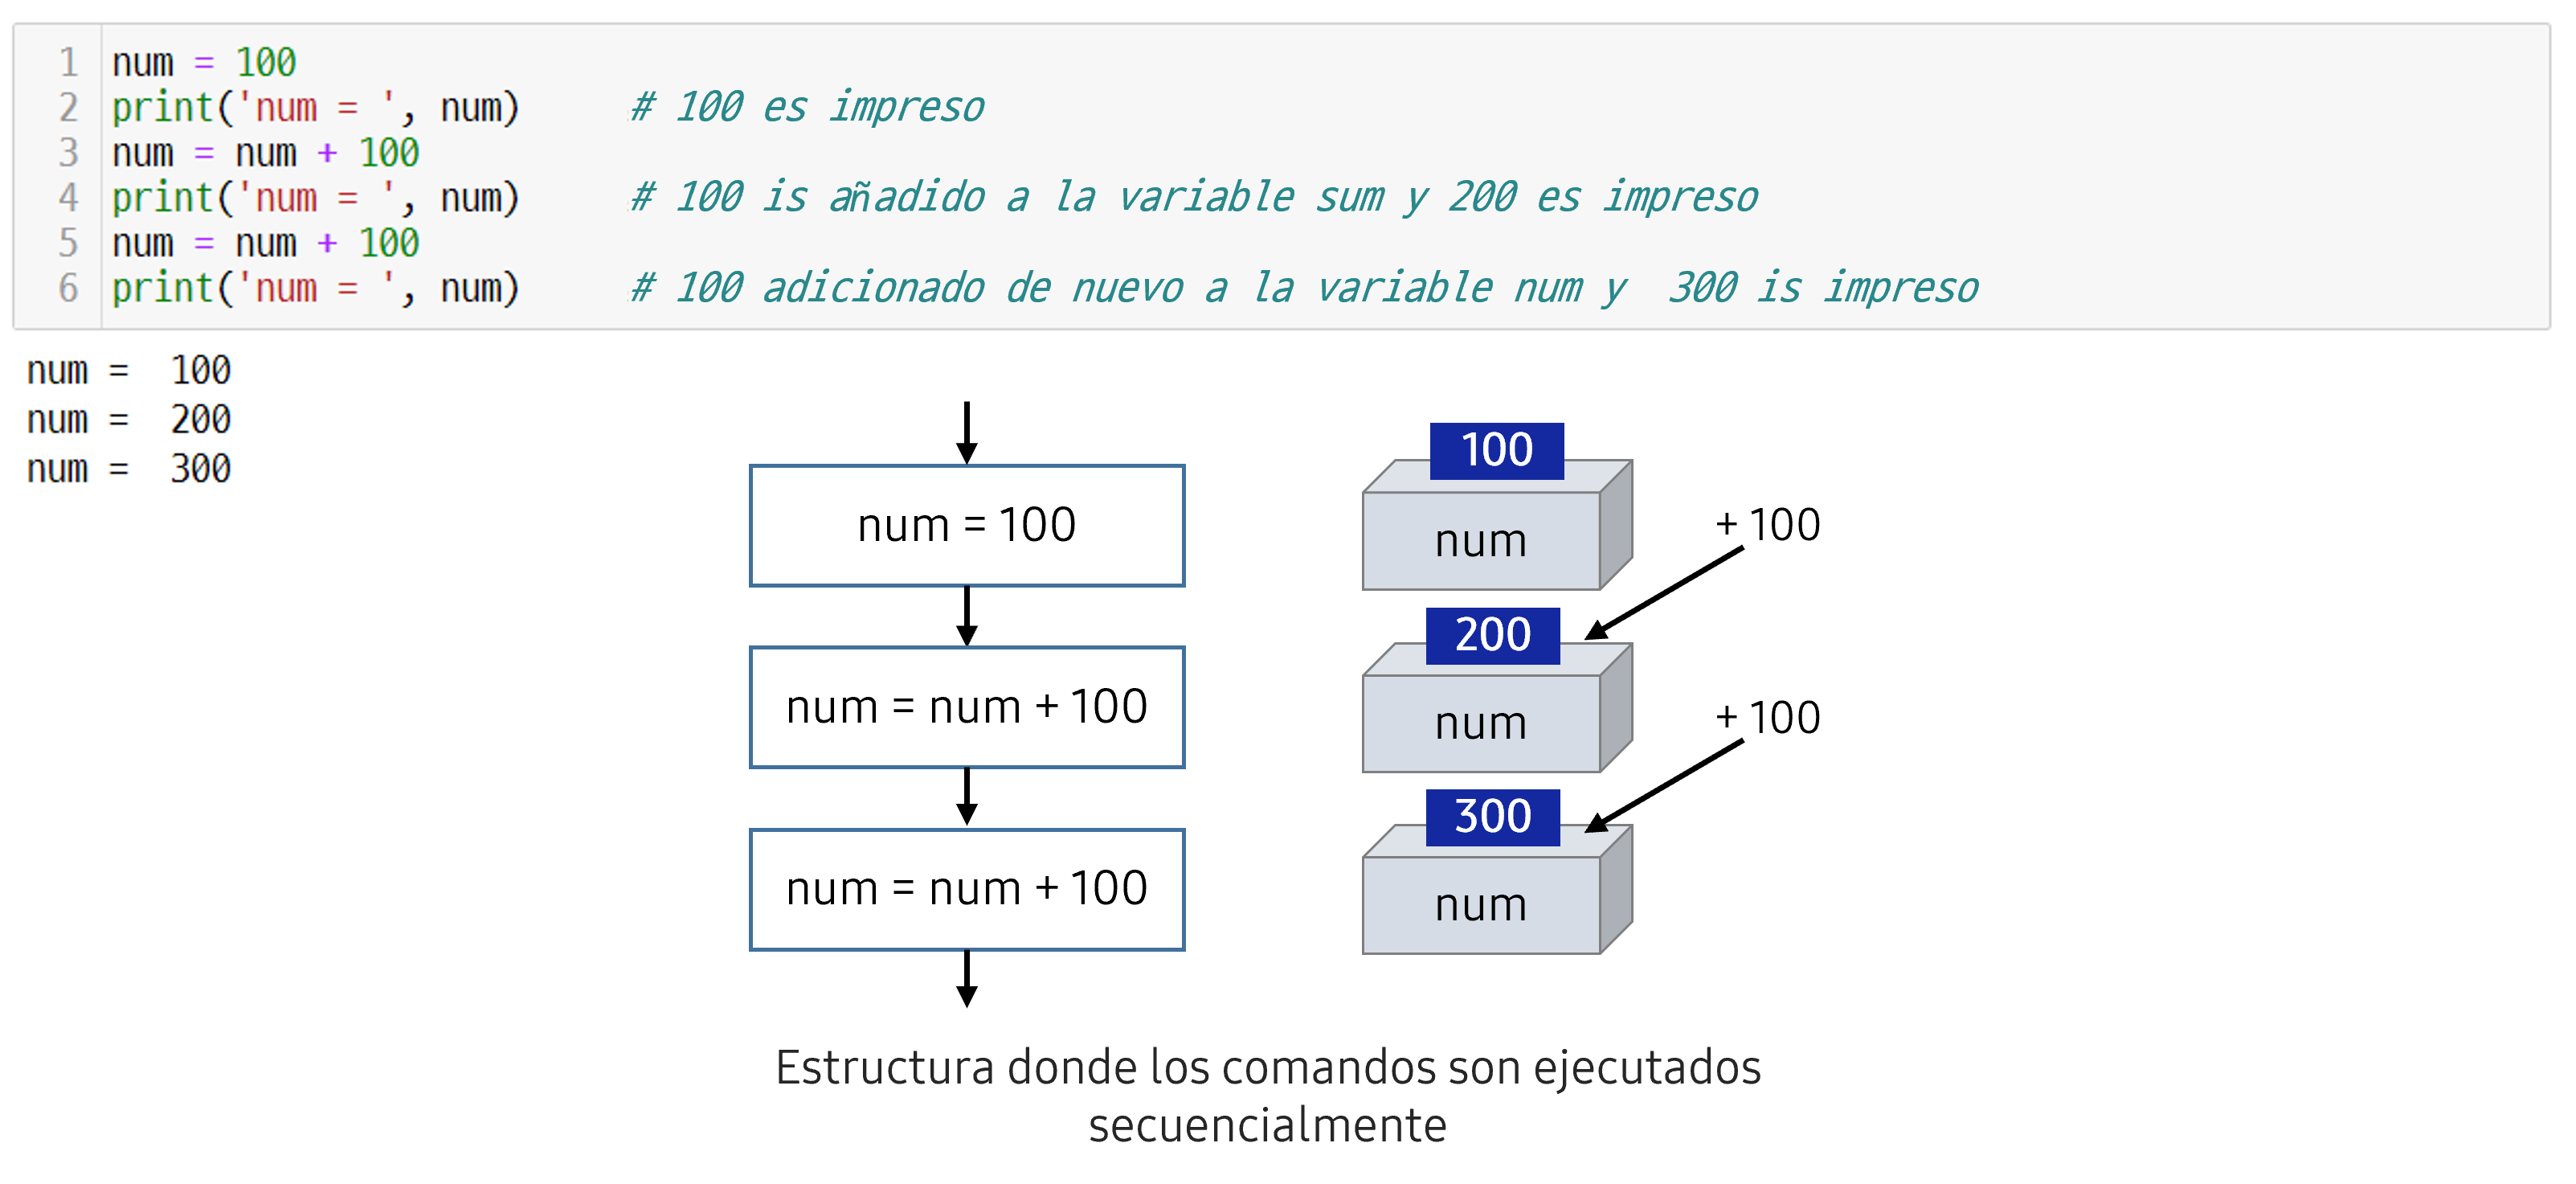 1 num = 100
2 print('num = ', num) # 100 es impreso
3 num = num + 100
4 print('num = ', num) # 100 is añadido a la variable sum y 200 es impreso
5 num = num + 100
6 print('num = ', num) # 100 adicionado de nuevo a la variable num y  300 is impreso
num =  100
num =  200
num =  300
num = 100
num = num + 100
num = num + 100
100
num
+ 100
200
num
+ 100
300
num
Estructura donde los comandos son ejecutados
secuencialmente